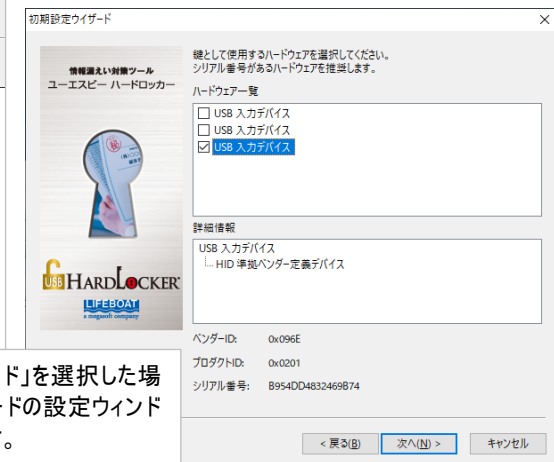 初期設定ウィザード
情報漏えい対策ツール
ユーエスビー ハードロッカー
鍵として使用するハードウェアを選択してください。
シリアル番号があるハードウェアを推奨します。
ハードウェア一覧
USB 入力デバイス
USB 入力デバイス
USB 入力デバイス
詳細情報
USB 入力デバイス
HID 準拠ベンダー定義デバイス
USB HARDLOCKER
LIFEBOAT
a megasoft company
ベンダーID: 0x096E
プロダクトID: 0x0201
シリアル番号: B954DD4832469B74
ド」を選択した場
ードの設定ウィンド
。
< 戻る(B) 次へ(N) > キャンセル